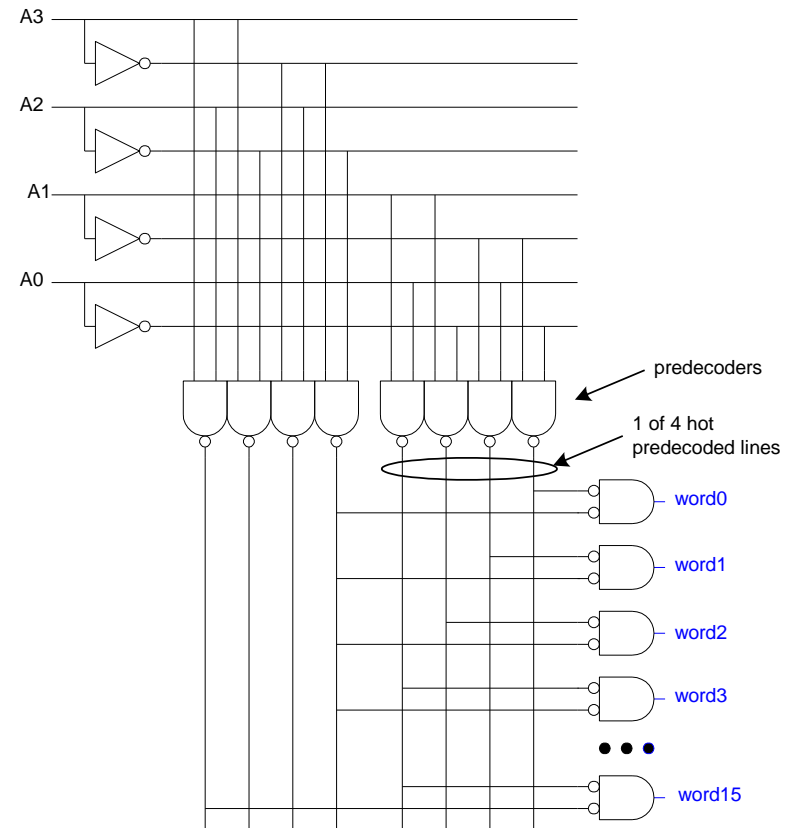 A3
A2
A1
A0
predecoders
1 of 4 hot
predecoded lines
word0
word1
word2
word3
word15